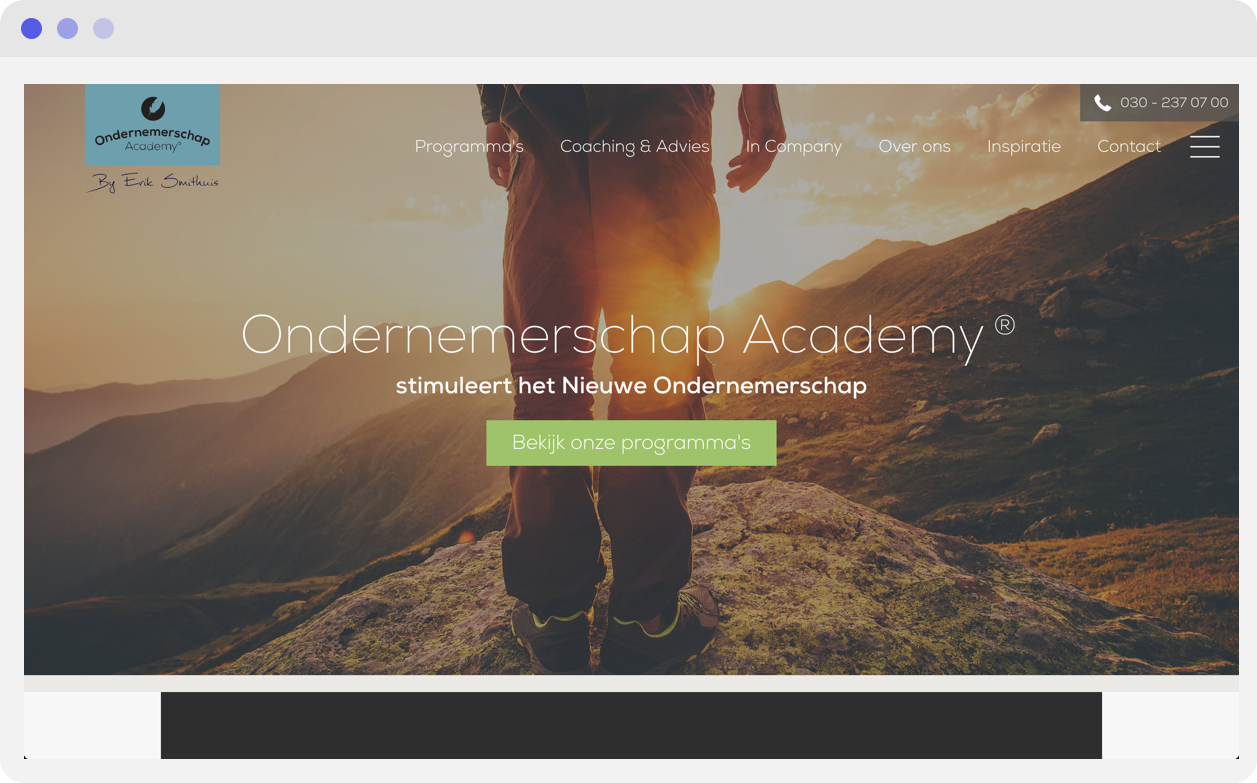 030 - 237 07 00
Ondernemerschap
Academy®
By Erik Smithuis
Programma's Coaching & Advies In Company Over ons Inspiratie Contact
Ondernemerschap Academy ®
stimuleert het Nieuwe Ondernemerschap
Bekijk onze programma's